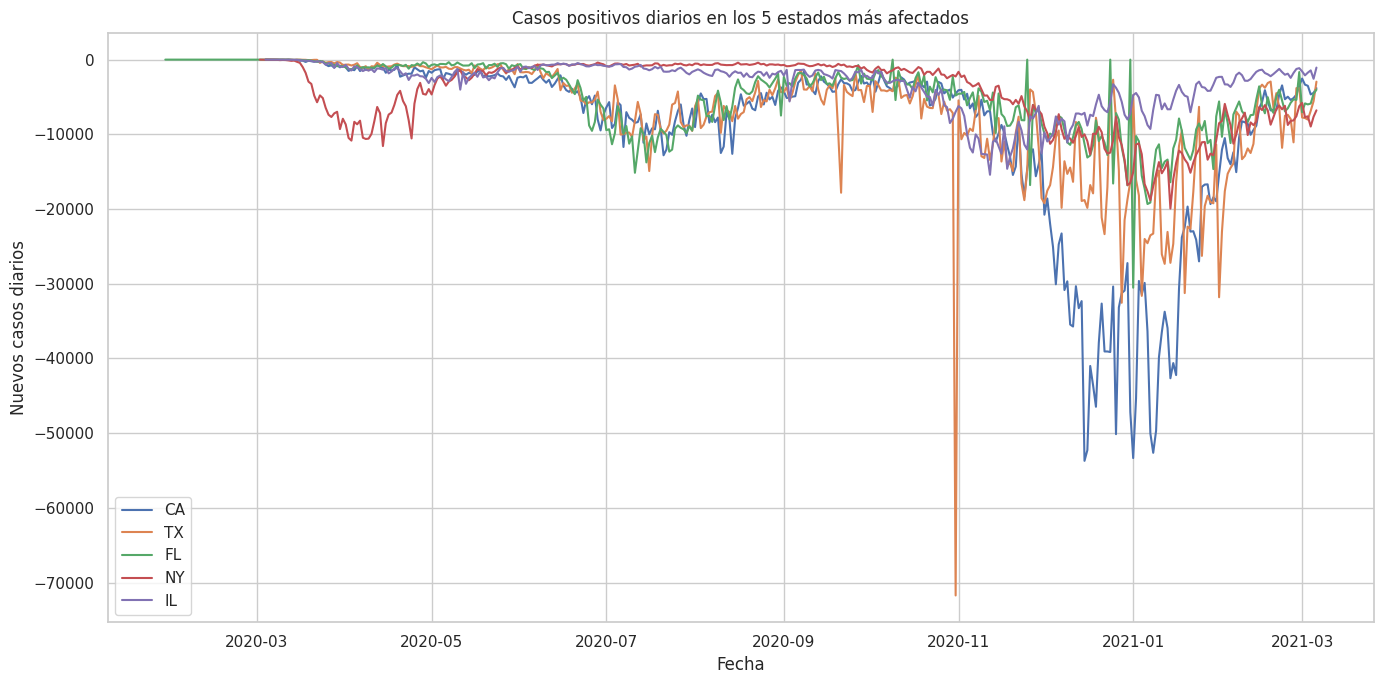 Casos positivos diarios en los 5 estados más afectados
Nuevos casos diarios
0
−10000
−20000
−30000
−40000
−50000
−60000
−70000
CA
TX
FL
NY
IL
2020-03
2020-05
2020-07
2020-09
2020-11
2021-01
2021-03
Fecha